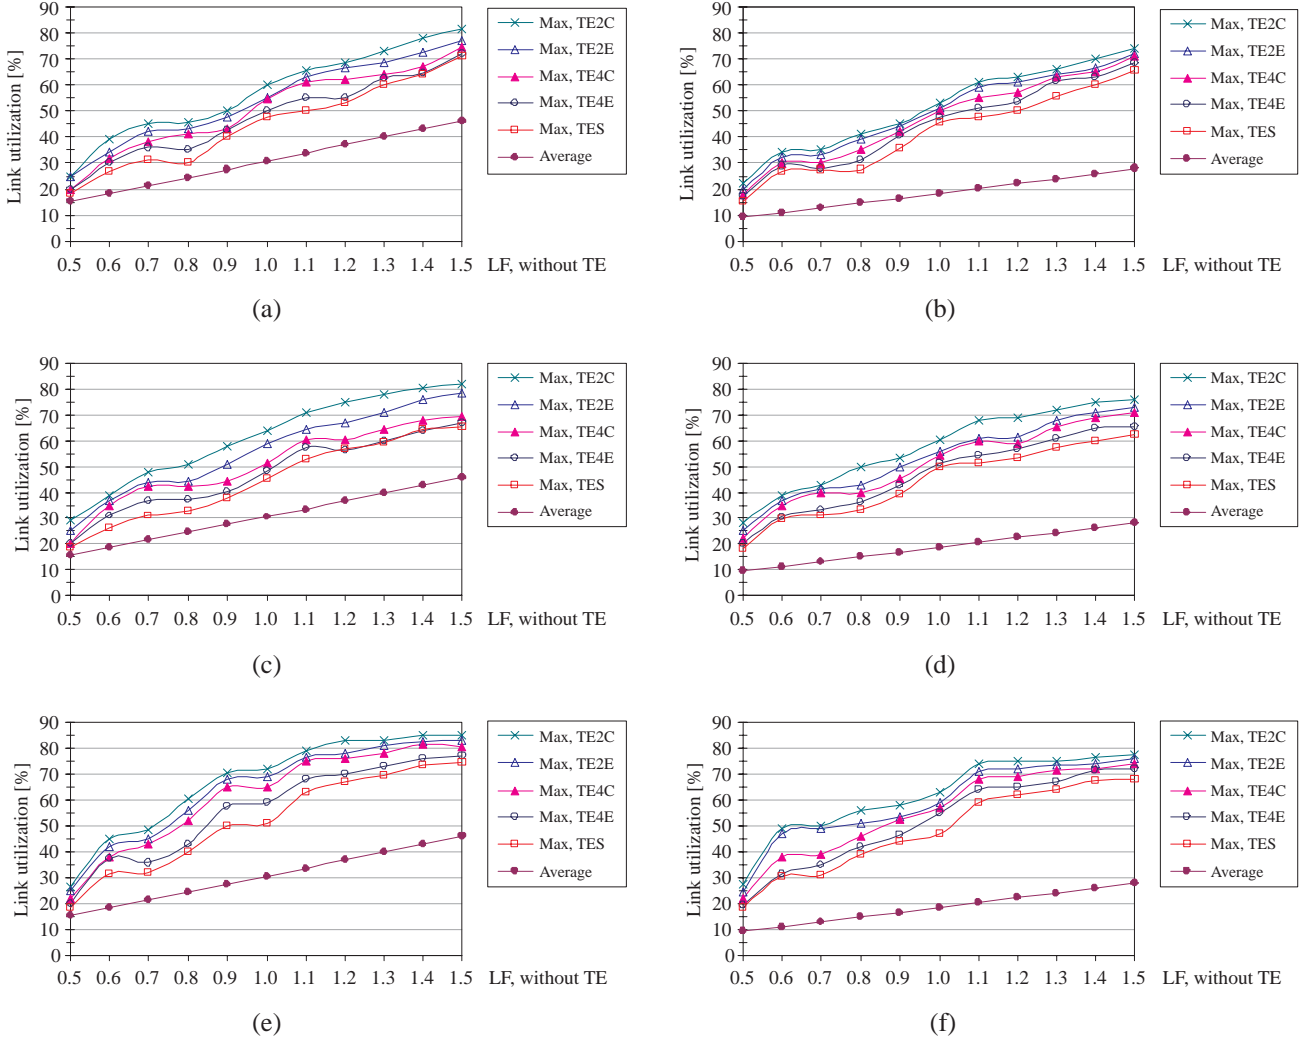 Link utilization [%]
90
80
70
60
50
40
30
20
10
0
0.5 0.6 0.7 0.8 0.9 1.0 1.1 1.2 1.3 1.4 1.5 LF, without TE
Max, TE2C
Max, TE2E
Max, TE4C
Max, TE4E
Max, TES
Average
(a)
Link utilization [%]
90
80
70
60
50
40
30
20
10
0
0.5 0.6 0.7 0.8 0.9 1.0 1.1 1.2 1.3 1.4 1.5 LF, without TE
Max, TE2C
Max, TE2E
Max, TE4C
Max, TE4E
Max, TES
Average
(b)
Link utilization [%]
90
80
70
60
50
40
30
20
10
0
0.5 0.6 0.7 0.8 0.9 1.0 1.1 1.2 1.3 1.4 1.5 LF, without TE
Max, TE2C
Max, TE2E
Max, TE4C
Max, TE4E
Max, TES
Average
(c)
Link utilization [%]
90
80
70
60
50
40
30
20
10
0
0.5 0.6 0.7 0.8 0.9 1.0 1.1 1.2 1.3 1.4 1.5 LF, without TE
Max, TE2C
Max, TE2E
Max, TE4C
Max, TE4E
Max, TES
Average
(d)
Link utilization [%]
90
80
70
60
50
40
30
20
10
0
0.5 0.6 0.7 0.8 0.9 1.0 1.1 1.2 1.3 1.4 1.5 LF, without TE
Max, TE2C
Max, TE2E
Max, TE4C
Max, TE4E
Max, TES
Average
(e)
Link utilization [%]
90
80
70
60
50
40
30
20
10
0
0.5 0.6 0.7 0.8 0.9 1.0 1.1 1.2 1.3 1.4 1.5 LF, without TE
Max, TE2C
Max, TE2E
Max, TE4C
Max, TE4E
Max, TES
Average
(f)